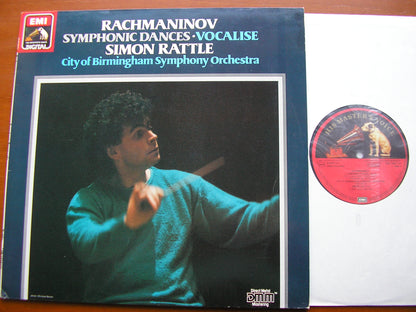 EMI
DIGITAL
RACHMANINOV
SYMPHONIC DANCES · VOCALISE
SIMON RATTLE
City of Birmingham Symphony Orchestra
Direct Metal
DMM
Mastering
HIS MASTER'S VOICE
EMI